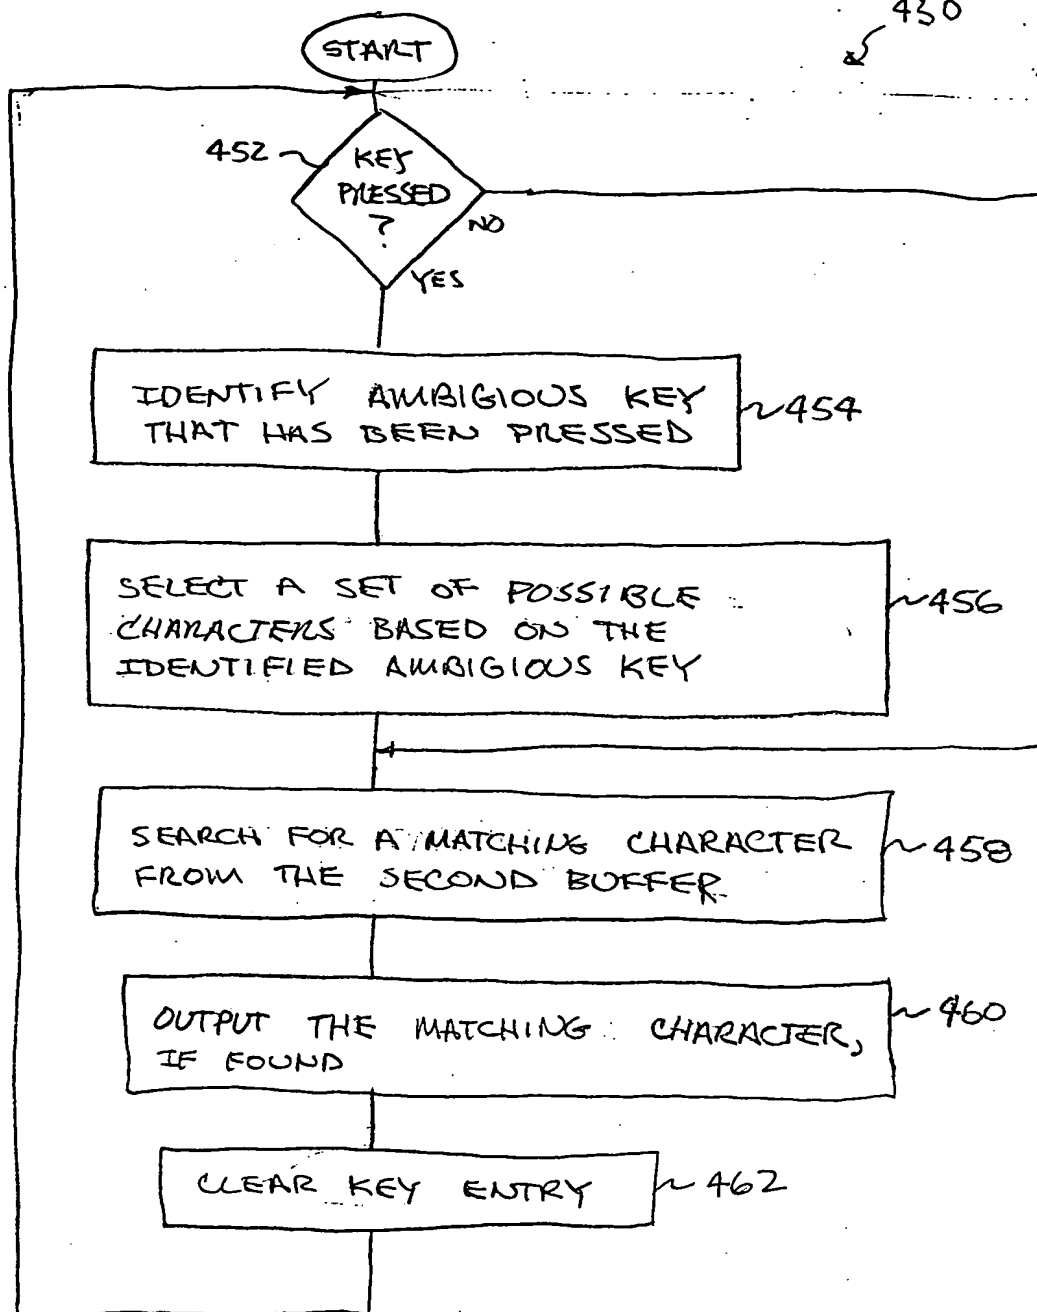 430
START
452
KEY
PRESSED
?
NO
YES
IDENTIFY AMBIGIOUS KEY
THAT HAS BEEN PRESSED
454
SELECT A SET OF POSSIBLE
CHARACTERS BASED ON THE
IDENTIFIED AMBIGIOUS KEY
456
SEARCH FOR A MATCHING CHARACTER
FROM THE SECOND BUFFER
458
OUTPUT THE MATCHING CHARACTER,
IF FOUND
460
CLEAR KEY ENTRY
462